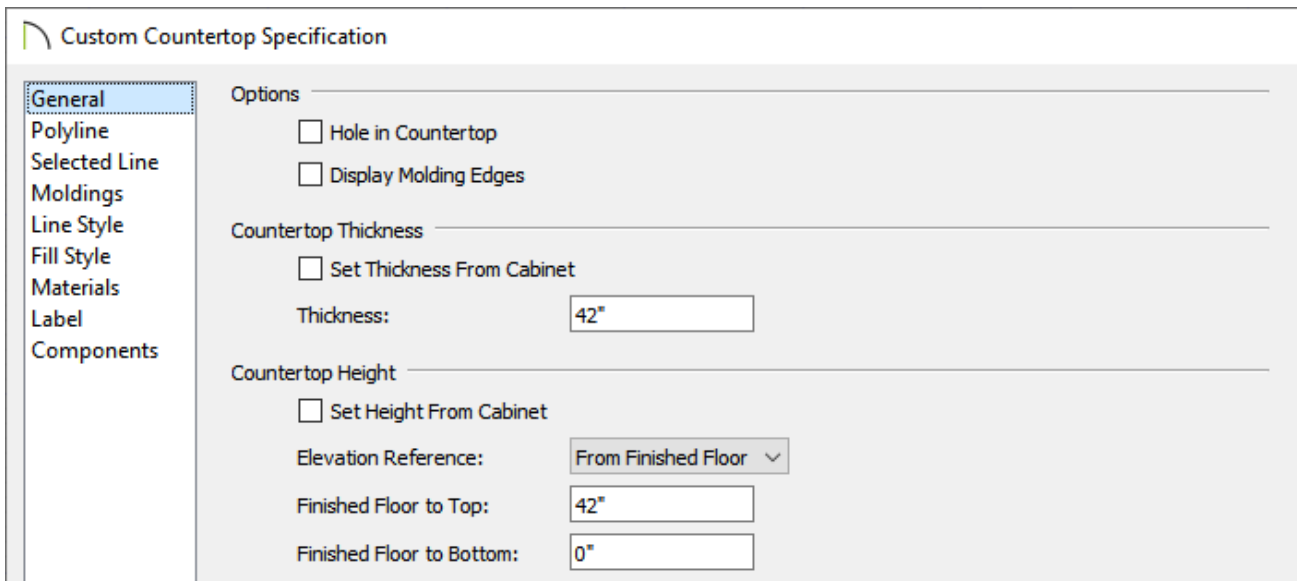 Custom Countertop Specification
General
Polyline
Selected Line
Moldings
Line Style
Fill Style
Materials
Label
Components
Options
Hole in Countertop
Display Molding Edges
Countertop Thickness
Set Thickness From Cabinet
Thickness: 42"
Countertop Height
Set Height From Cabinet
Elevation Reference: From Finished Floor
Finished Floor to Top: 42"
Finished Floor to Bottom: 0"